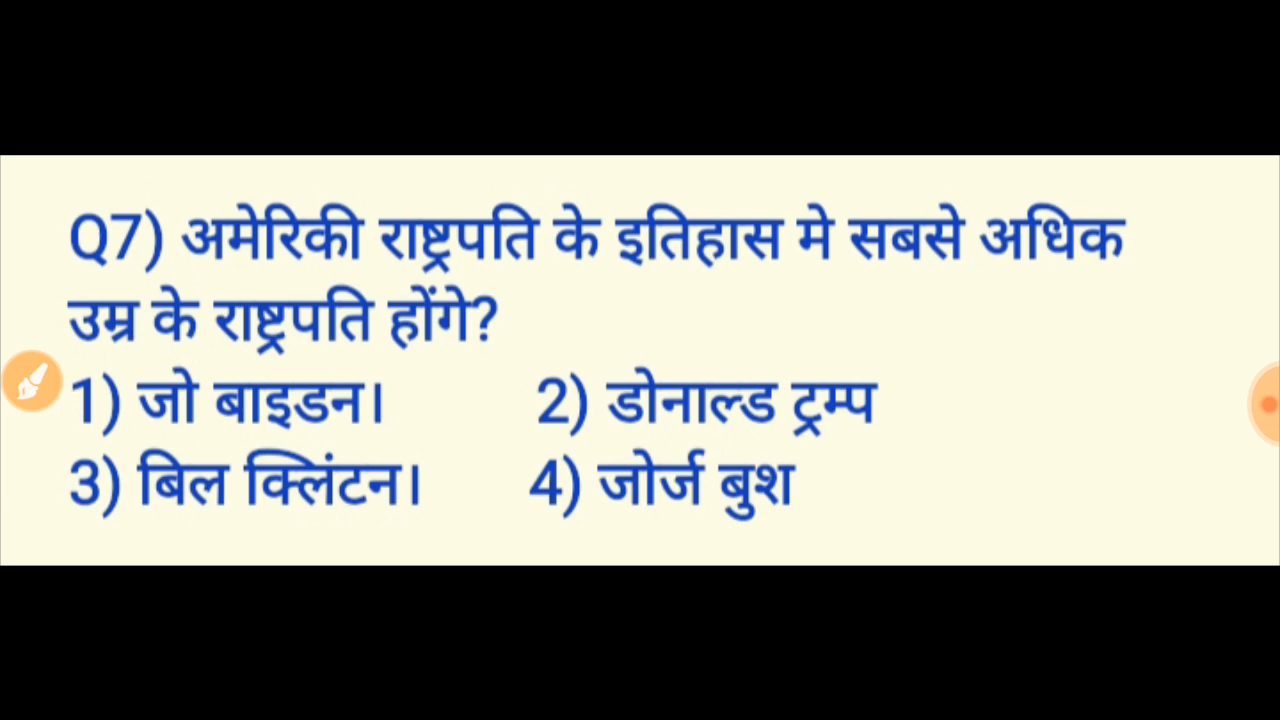 Q7) अमेरिकी राष्ट्रपति के इतिहास मे सबसे अधिक
उम्र के राष्ट्रपति होंगे?
1) जो बाइडन। 2) डोनाल्ड ट्रम्प
3) बिल क्लिंटन। 4) जोर्ज बुश